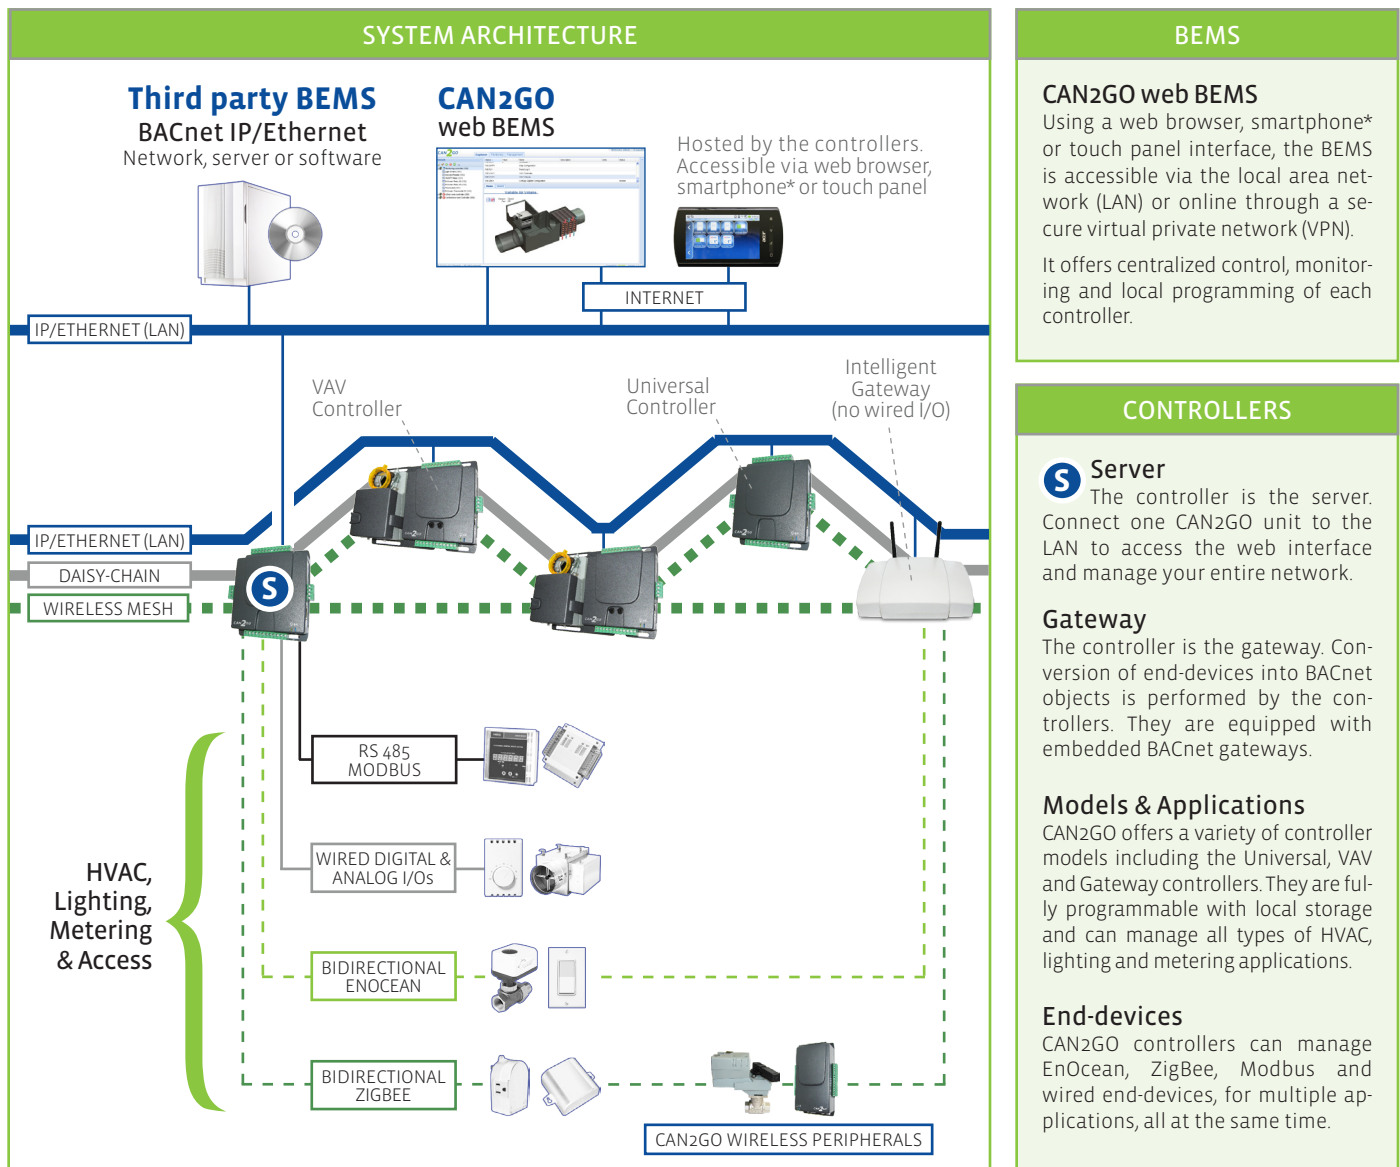 SYSTEM ARCHITECTURE
Third party BEMS
BACnet IP/Ethernet
Network, server or software
CAN2GO
web BEMS
Hosted by the controllers.
Accessible via web browser,
smartphone* or touch panel
INTERNET
IP/ETHERNET (LAN)
VAV
Controller
Universal
Controller
Intelligent
Gateway
(no wired I/O)
IP/ETHERNET (LAN)
DAISY-CHAIN
WIRELESS MESH
S
RS 485
MODBUS
WIRED DIGITAL &
ANALOG I/Os
HVAC,
Lighting,
Metering
& Access
BIDIRECTIONAL
ENOCEAN
BIDIRECTIONAL
ZIGBEE
CAN2GO WIRELESS PERIPHERALS
BEMS
CAN2GO web BEMS
Using a web browser, smartphone*
or touch panel interface, the BEMS
is accessible via the local area net-
work (LAN) or online through a se-
cure virtual private network (VPN).
It offers centralized control, monitor-
ing and local programming of each
controller.
CONTROLLERS
S Server
The controller is the server.
Connect one CAN2GO unit to the
LAN to access the web interface
and manage your entire network.
Gateway
The controller is the gateway. Con-
version of end-devices into BACnet
objects is performed by the con-
trollers. They are equipped with
embedded BACnet gateways.
Models & Applications
CAN2GO offers a variety of controller
models including the Universal, VAV
and Gateway controllers. They are ful-
ly programmable with local storage
and can manage all types of HVAC,
lighting and metering applications.
End-devices
CAN2GO controllers can manage
EnOcean, ZigBee, Modbus and
wired end-devices, for multiple ap-
plications, all at the same time.